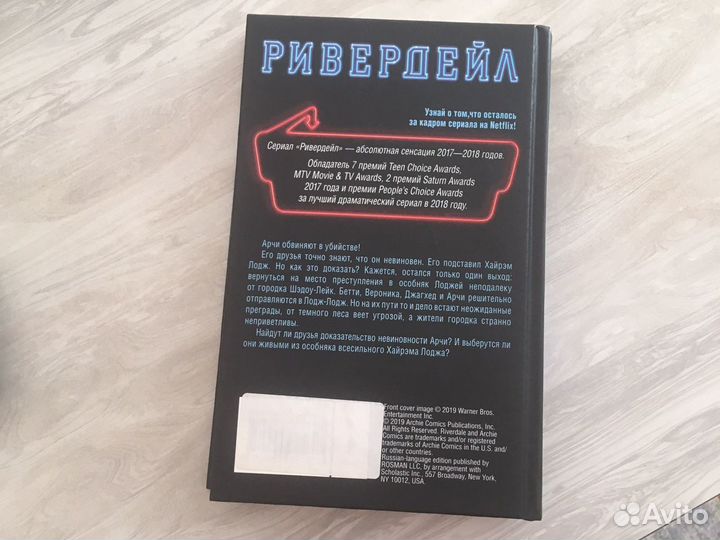 РИВЕРДЕЙЛ
Узнай о том,что осталось
за кадром сериала на Netflix!
Сериал «Ривердейл» — абсолютная сенсация 2017—2018 годов.
Обладатель 7 премий Teen Choice Awards,
MTV Movie & TV Awards, 2 премий Saturn Awards
2017 года и премии People's Choice Awards
за лучший драматический сериал в 2018 году.
Арчи обвиняют в убийстве!
Его друзья точно знают, что он невиновен. Его подставил Хайрэм
Лодж. Но как это доказать? Кажется, остался только один выход:
вернуться на место преступления в особняк Лоджей неподалеку
от городка Шэдоу-Лейк. Бетти, Вероника, Джагхед и Арчи решительно
отправляются в Лодж-Лодж. Но на их пути то и дело встают неожиданные
преграды, от темного леса веет угрозой, а жители городка странно
неприветливы.
Найдут ли друзья доказательство невиновности Арчи? И выберутся ли
они живыми из особняка всесильного Хайрэма Лоджа?
Front cover image © 2019 Warner Bros.
Entertainment Inc.
© 2019 Archie Comics Publications, Inc.
All Rights Reserved. Riverdale and Archie
Comics are trademarks and/or registered
trademarks of Archie Comics in the U.S. and/
or other countries.
Russian-language edition published by
ROSMAN LLC, by arrangement with
Scholastic Inc., 557 Broadway, New York,
NY 10012, USA.
Avito